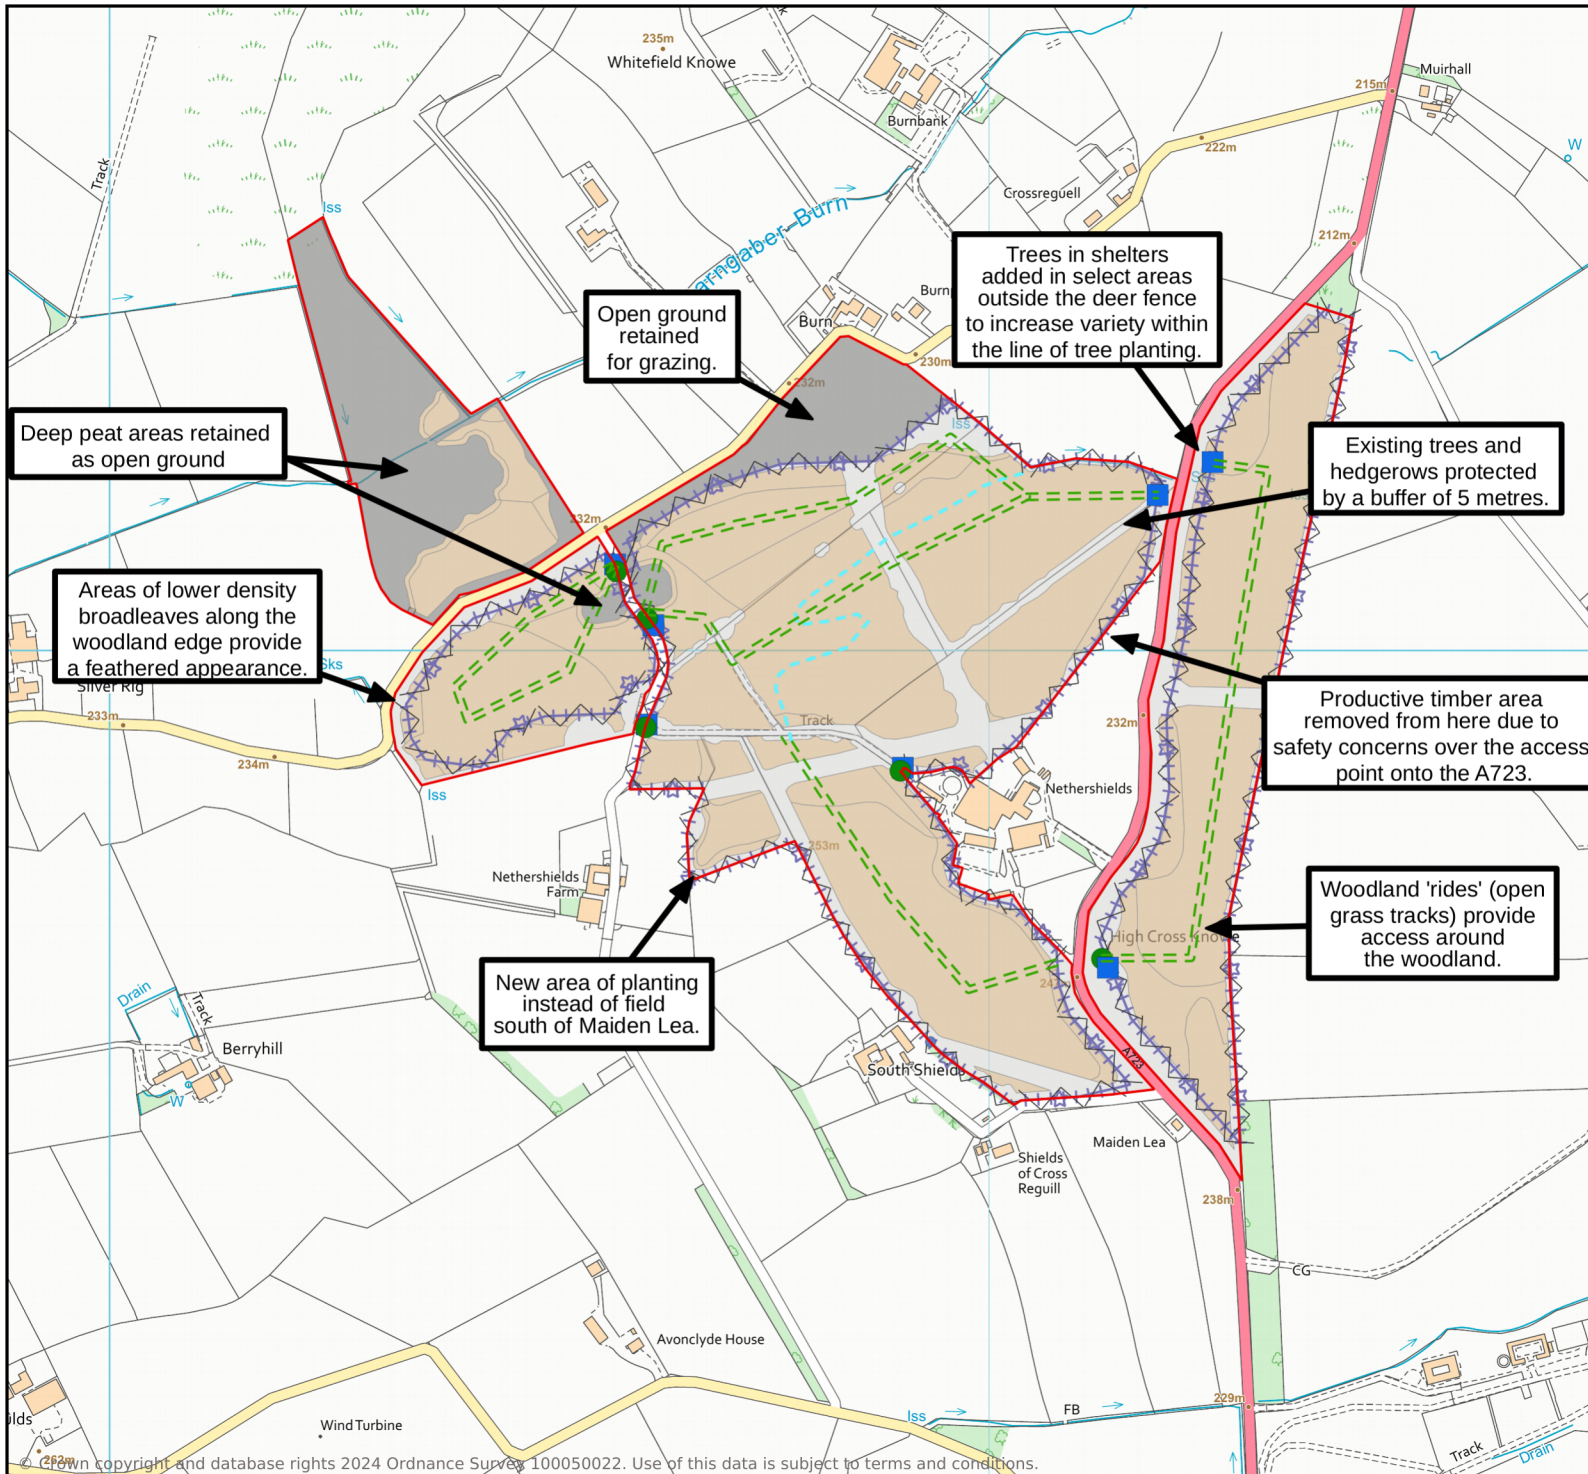 235m
Whitefield Knowe
Muirhall
215m
Burnbank
222m
W
Track
Crossreguell
Iss
arngaber Burn
212m
Trees in shelters
added in select areas
outside the deer fence
to increase variety within
the line of tree planting.
Open ground
retained
for grazing.
Burn
Burn
230m
232m
Iss
Deep peat areas retained
as open ground
Existing trees and
hedgerows protected
by a buffer of 5 metres.
232m
Areas of lower density
broadleaves along the
woodland edge provide
a feathered appearance.
Sks
Silver Rig
233m
234m
Iss
Track
232m
Productive timber area
removed from here due to
safety concerns over the access
point onto the A723.
Nethershields
253m
Nethershields
Farm
Woodland 'rides' (open
grass tracks) provide
access around
the woodland.
High Cross Knowe
New area of planting
instead of field
south of Maiden Lea.
Drain
Track
Berryhill
W
A723
South Shields
Maiden Lea
Shields
of Cross
Reguill
238m
CG
Avonclyde House
229m
Iss
FB
Wind Turbine
ulds
262m
Track
Drain
© Crown copyright and database rights 2024 Ordnance Survey 100050022. Use of this data is subject to terms and conditions.